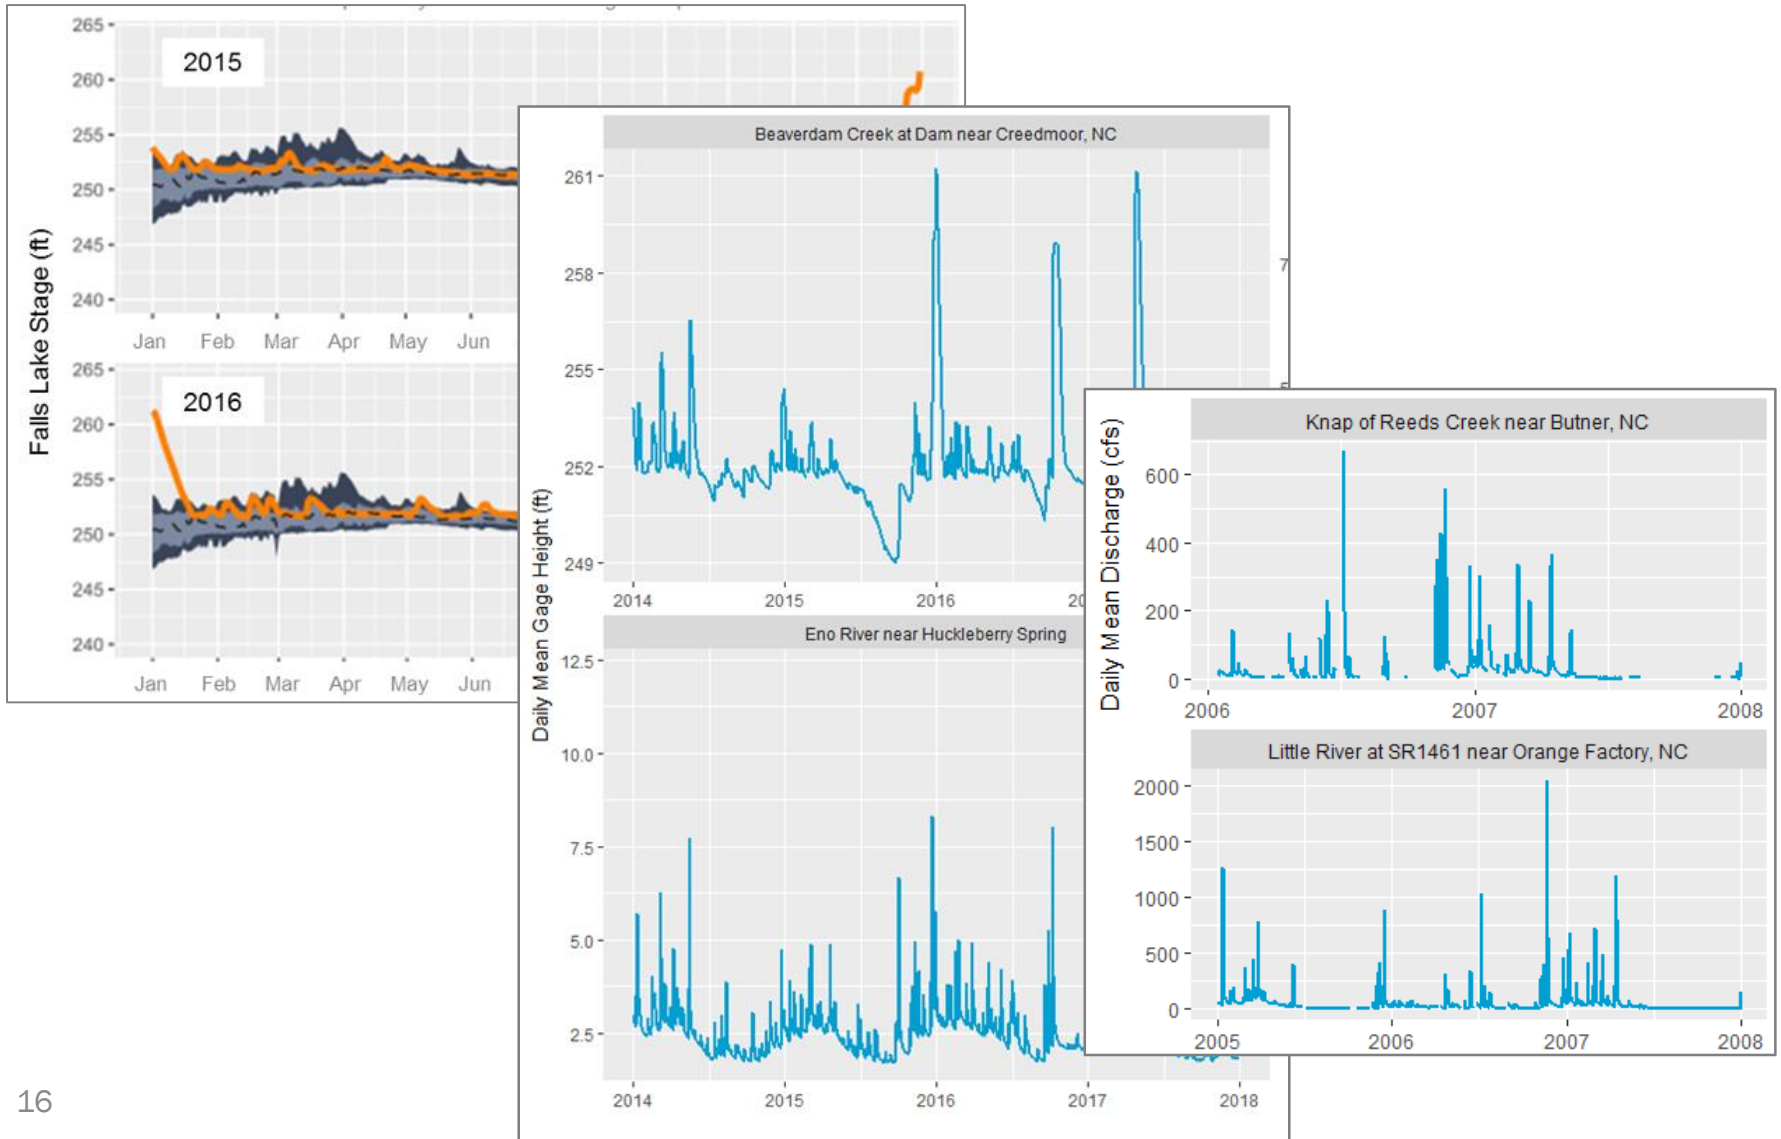 265
2015
260
255
250
245
240
Jan Feb Mar Apr May Jun
Falls Lake Stage (ft)
265
2016
260
255
250
245
240
Jan Feb Mar Apr May Jun
Beaverdam Creek at Dam near Creedmoor, NC
261
258
255
252
249
2014 2015 2016 20
7
Daily Mean Gage Height (ft)
Eno River near Huckleberry Spring
12.5
10.0
7.5
5.0
2.5
2014 2015 2016 2017 2018
Knap of Reeds Creek near Butner, NC
Daily Mean Discharge (cfs)
600
400
200
0
2006 2007 2008
Little River at SR1461 near Orange Factory, NC
2000
1500
1000
500
0
2005 2006 2007 2008
16